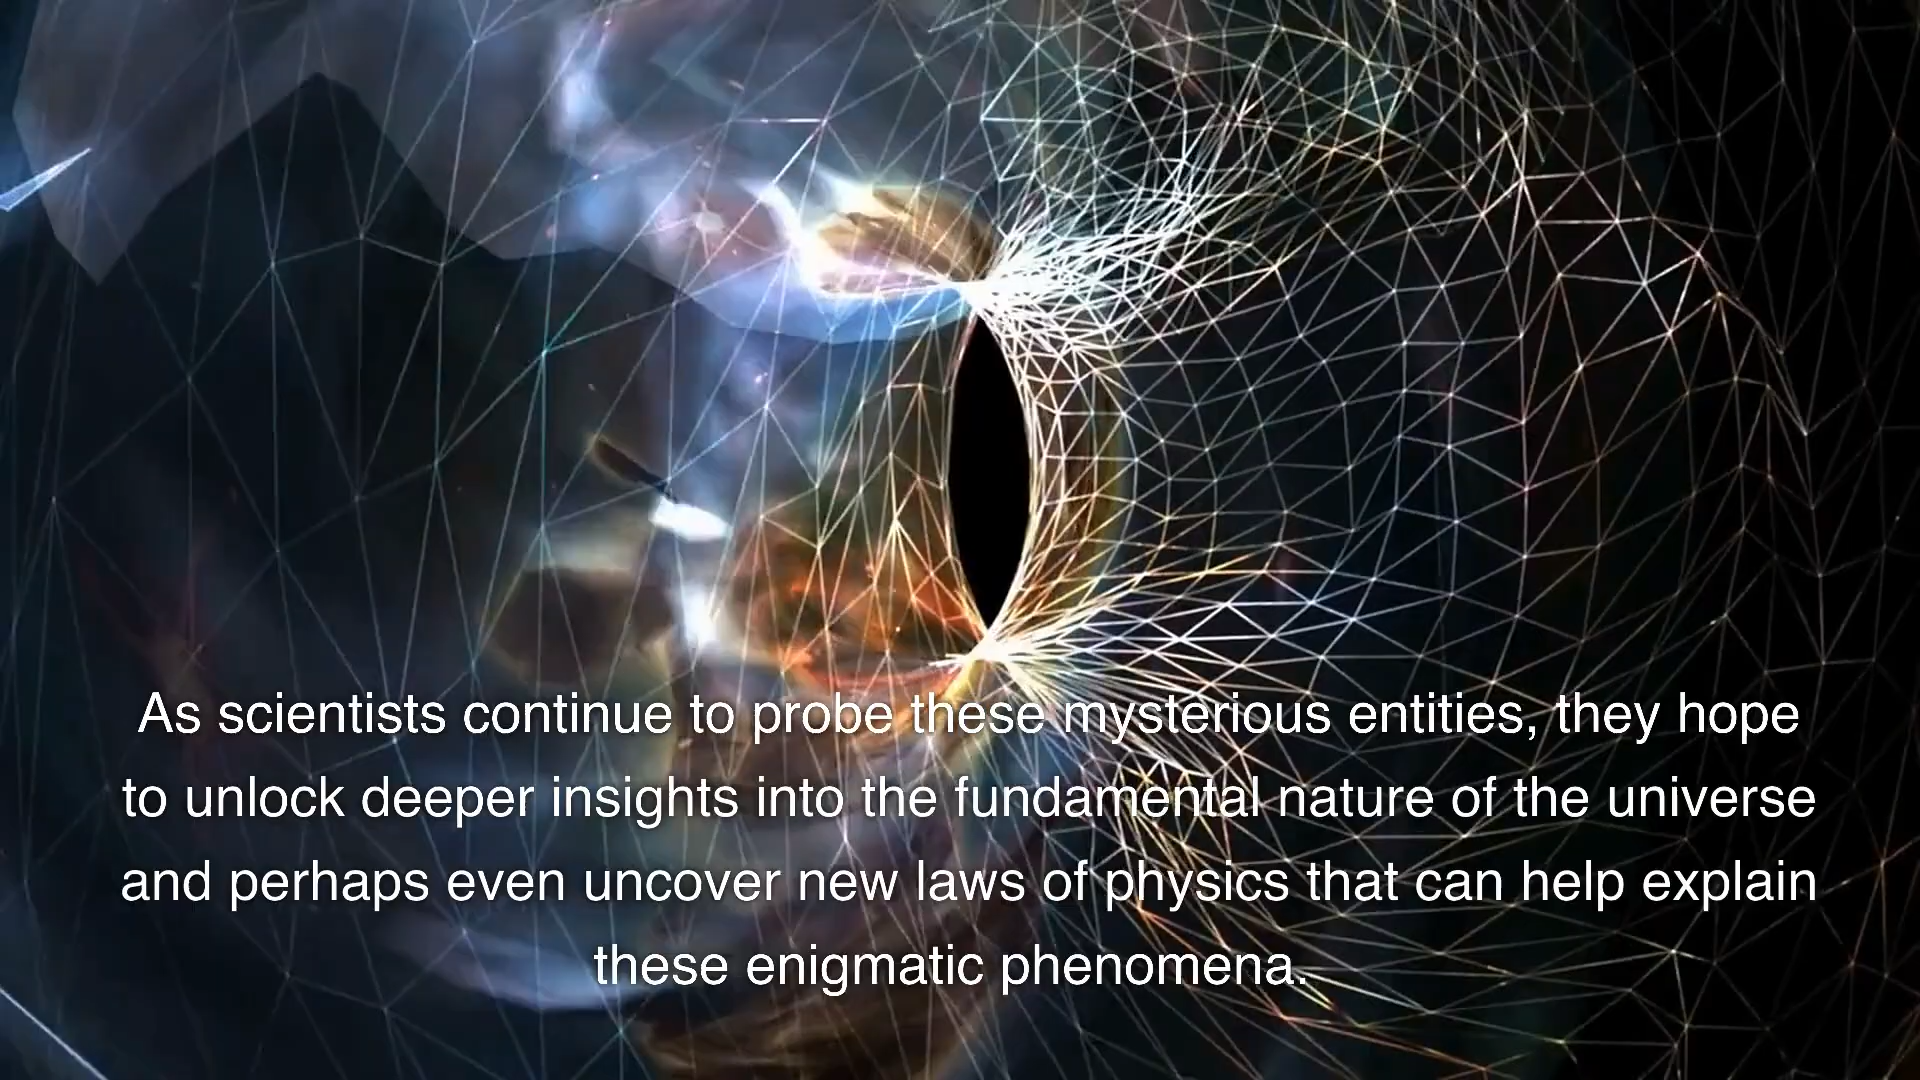 As scientists continue to probe these mysterious entities, they hope
to unlock deeper insights into the fundamental nature of the universe
and perhaps even uncover new laws of physics that can help explain
these enigmatic phenomena.